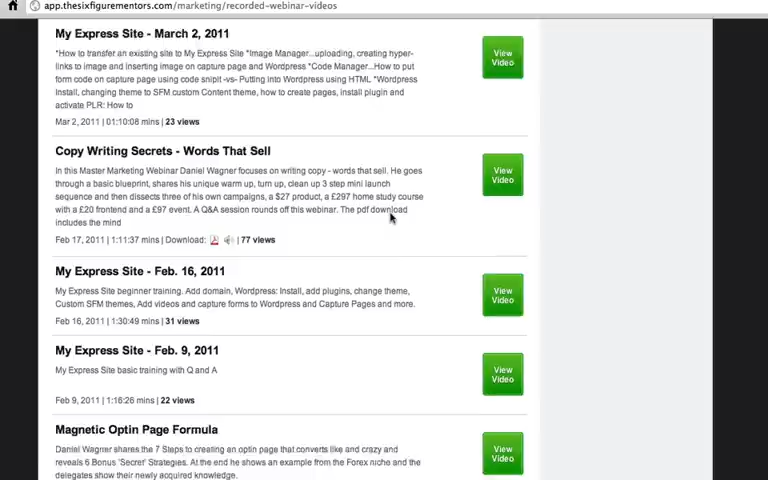 app.thesixfigurementors.com/marketing/recorded-webinar-videos
My Express Site - March 2, 2011
*How to transfer an existing site to My Express Site *Image Manager...uploading, creating hyper-
links to image and inserting image on capture page and Wordpress *Code Manager...How to put
form code on capture page using code snipit -vs- Putting into Wordpress using HTML *Wordpress
Install, changing theme to SFM custom Content theme, how to create pages, install plugin and
activate PLR: How to
Mar 2, 2011 | 01:10:08 mins | 23 views
View
Video
Copy Writing Secrets - Words That Sell
In this Master Marketing Webinar Daniel Wagner focuses on writing copy - words that sell. He goes
through a basic blueprint, shares his unique warm up, turn up, clean up 3 step mini launch
sequence and then dissects three of his own campaigns, a $27 product, a £297 home study course
with a £20 frontend and a £97 event. A Q&A session rounds off this webinar. The pdf download
includes the mind
Feb 17, 2011 | 1:11:37 mins | Download: | 77 views
View
Video
My Express Site - Feb. 16, 2011
My Express Site beginner training. Add domain, Wordpress: Install, add plugins, change theme,
Custom SFM themes, Add videos and capture forms to Wordpress and Capture Pages and more.
Feb 16, 2011 | 1:30:49 mins | 31 views
View
Video
My Express Site - Feb. 9, 2011
My Express Site basic training with Q and A
Feb 9, 2011 | 1:16:26 mins | 22 views
View
Video
Magnetic Optin Page Formula
Daniel Wagner shares the 7 Steps to creating an optin page that converts like and crazy and
reveals 6 Bonus 'Secret' Strategies. At the end he shows an example from the Forex niche and the
delegates show their newly acquired knowledge.
View
Video